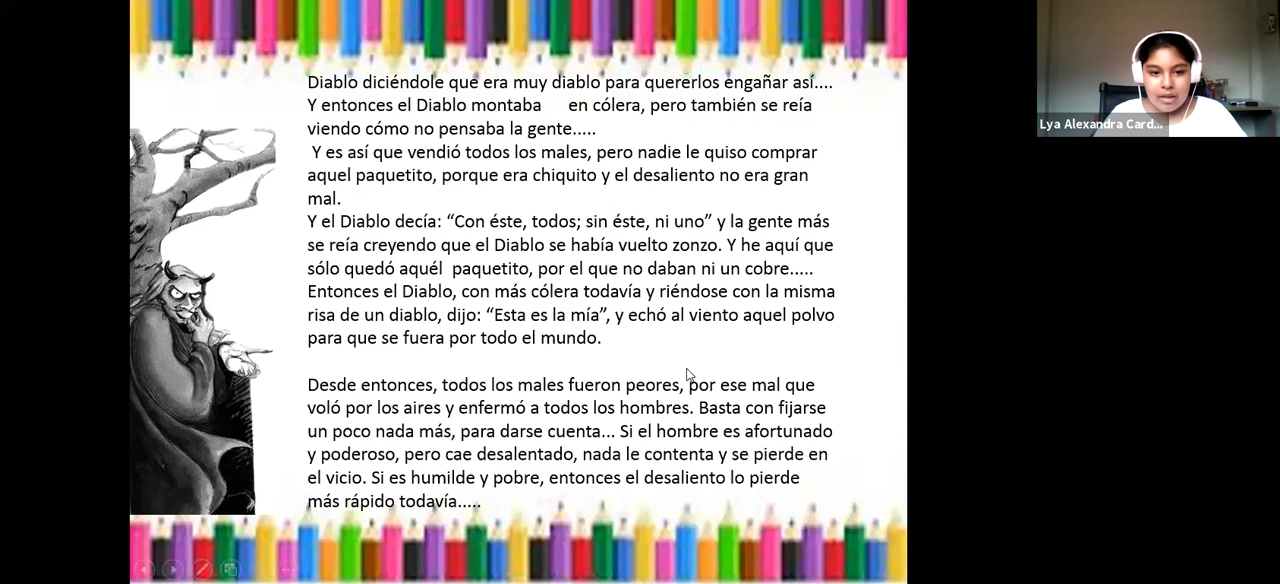 Diablo diciéndole que era muy diablo para quererlos engañar así....
Y entonces el Diablo montaba en cólera, pero también se reía
viendo cómo no pensaba la gente.....
Y es así que vendió todos los males, pero nadie le quiso comprar
aquel paquetito, porque era chiquito y el desaliento no era gran
mal.
Y el Diablo decía: “Con éste, todos; sin éste, ni uno” y la gente más
se reía creyendo que el Diablo se había vuelto zonzo. Y he aquí que
sólo quedó aquél paquetito, por el que no daban ni un cobre.....
Entonces el Diablo, con más cólera todavía y riéndose con la misma
risa de un diablo, dijo: “Esta es la mía”, y echó al viento aquel polvo
para que se fuera por todo el mundo.
Desde entonces, todos los males fueron peores, por ese mal que
voló por los aires y enfermó a todos los hombres. Basta con fijarse
un poco nada más, para darse cuenta... Si el hombre es afortunado
y poderoso, pero cae desalentado, nada le contenta y se pierde en
el vicio. Si es humilde y pobre, entonces el desaliento lo pierde
más rápido todavía.....
Lya Alexandra Card...